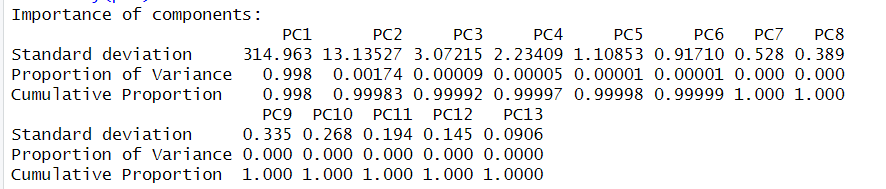 Importance of components:
PC1 PC2 PC3 PC4 PC5 PC6 PC7 PC8
Standard deviation 314.963 13.13527 3.07215 2.23409 1.10853 0.91710 0.528 0.389
Proportion of Variance 0.998 0.00174 0.00009 0.00005 0.00001 0.00001 0.000 0.000
Cumulative Proportion 0.998 0.99983 0.99992 0.99997 0.99998 0.99999 1.000 1.000
PC9 PC10 PC11 PC12 PC13
Standard deviation 0.335 0.268 0.194 0.145 0.0906
Proportion of Variance 0.000 0.000 0.000 0.000 0.0000
Cumulative Proportion 1.000 1.000 1.000 1.000 1.0000